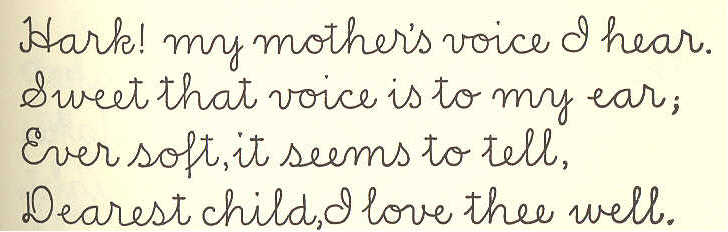 Hark! my mother's voice I hear.
Sweet that voice is to my ear;
Ever soft, it seems to tell,
Dearest child, I love thee well.